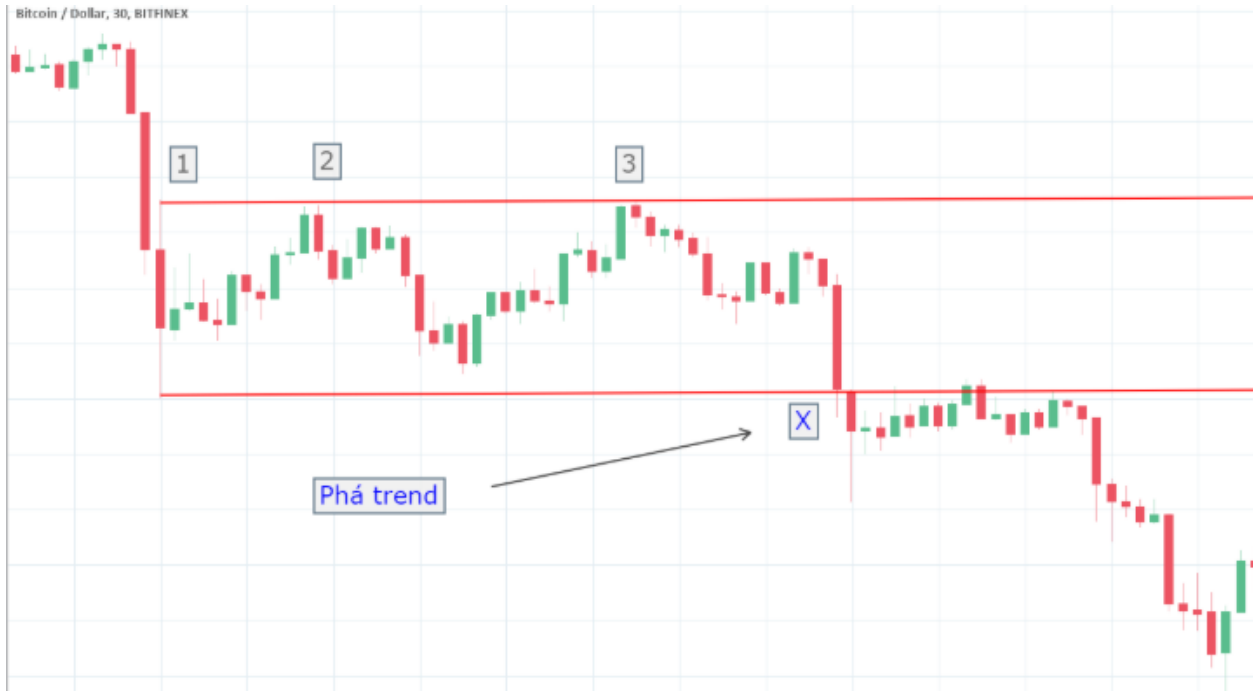 Bitcoin / Dollar, 30, BITFINEX
1
2
3
X
Phá trend